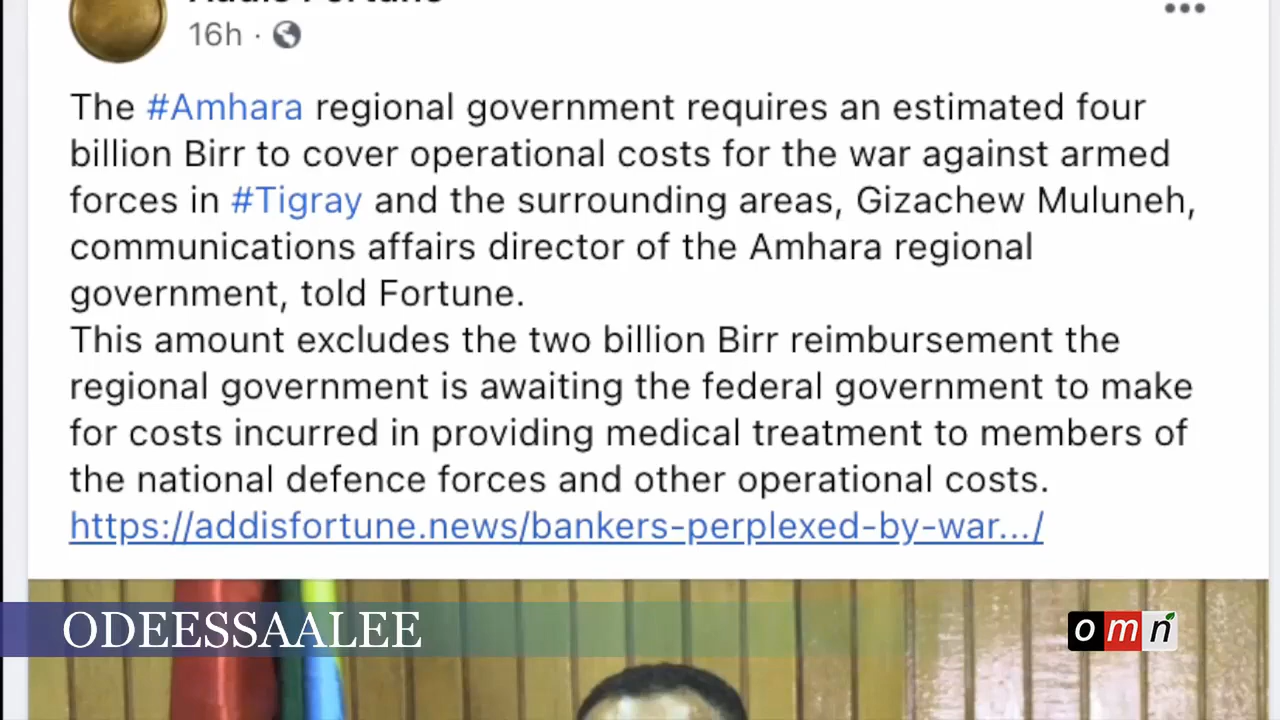 16h ·
The #Amhara regional government requires an estimated four
billion Birr to cover operational costs for the war against armed
forces in #Tigray and the surrounding areas, Gizachew Muluneh,
communications affairs director of the Amhara regional
government, told Fortune.
This amount excludes the two billion Birr reimbursement the
regional government is awaiting the federal government to make
for costs incurred in providing medical treatment to members of
the national defence forces and other operational costs.
https://addisfortune.news/bankers-perplexed-by-war.../
ODEESSAALEE
omn